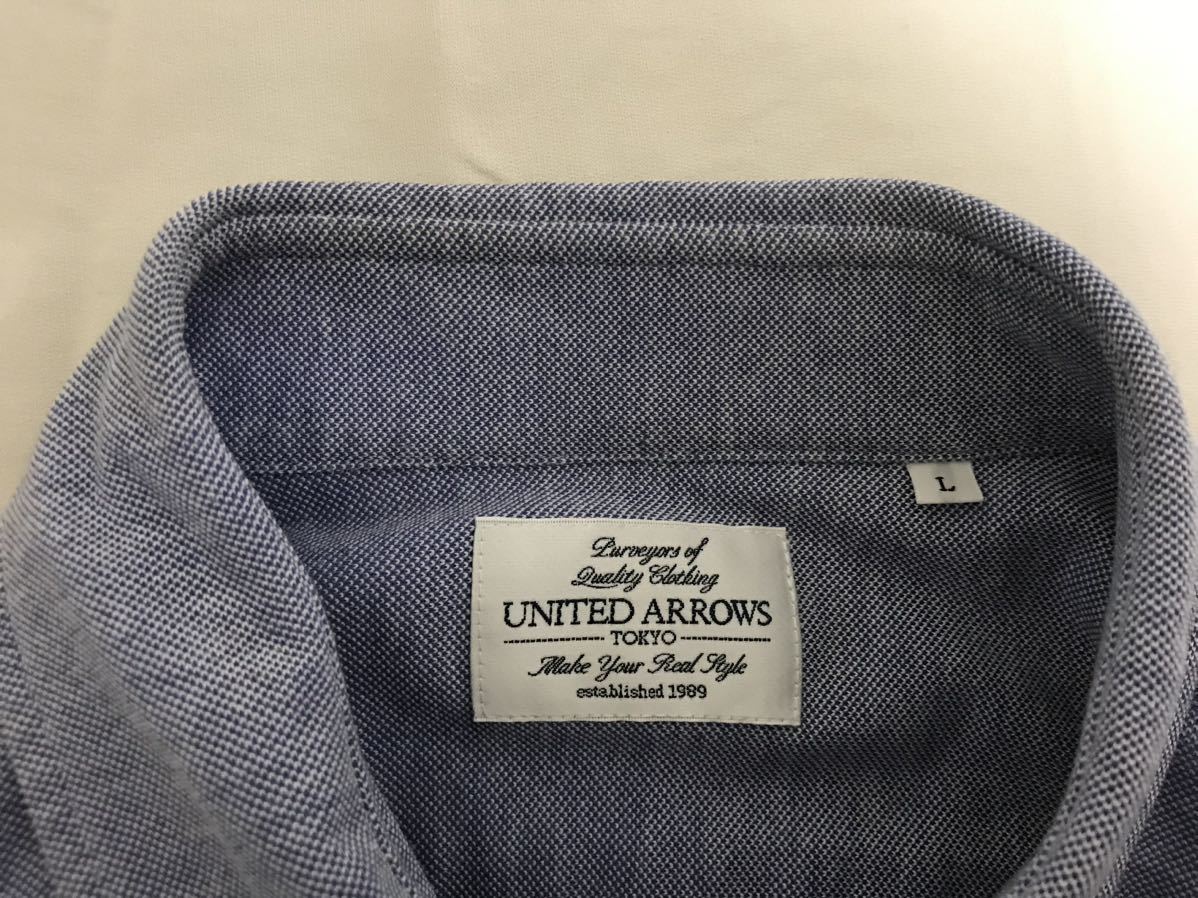 L
Purveyors of
Quality Clothing
UNITED ARROWS
TOKYO
Make Your Real Style
established 1989